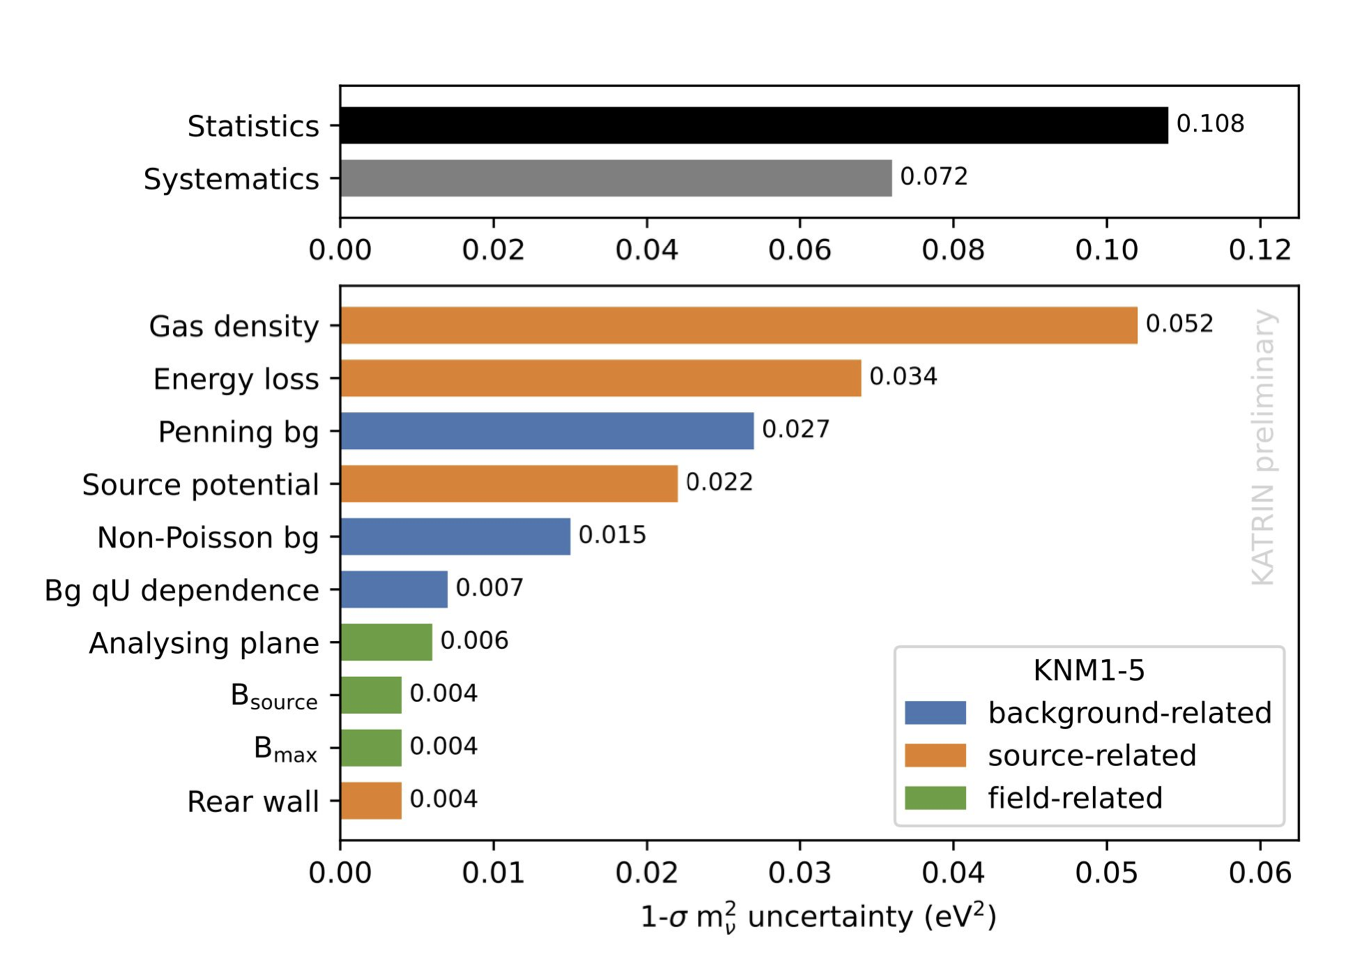 Statistics 0.108
Systematics 0.072
0.00 0.02 0.04 0.06 0.08 0.10 0.12
Gas density 0.052
Energy loss 0.034
Penning bg 0.027
Source potential 0.022
Non-Poisson bg 0.015
Bg qU dependence 0.007
Analysing plane 0.006
B_source 0.004
B_max 0.004
Rear wall 0.004
KATRIN preliminary
KNM1-5
background-related
source-related
field-related
0.00 0.01 0.02 0.03 0.04 0.05 0.06
1-σ m²ᵥ uncertainty (eV²)